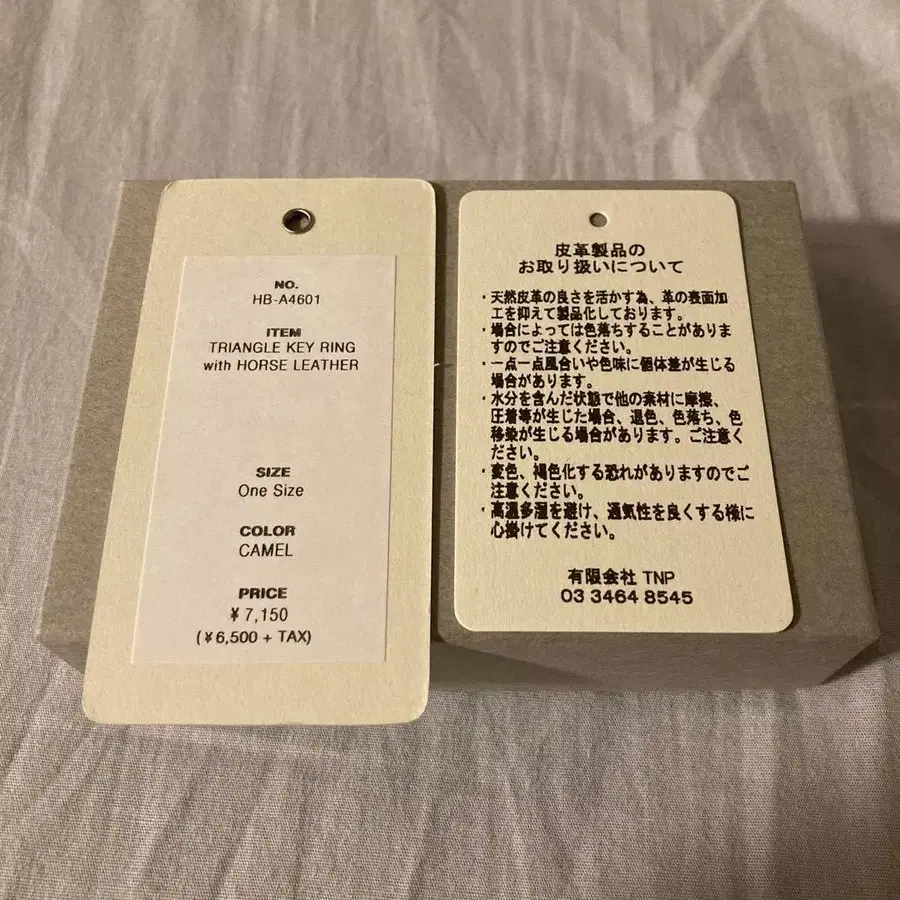 NO.
HB-A4601
ITEM
TRIANGLE KEY RING
with HORSE LEATHER
SIZE
One Size
COLOR
CAMEL
PRICE
¥ 7,150
(¥6,500 + TAX)
皮革製品の
お取り扱いについて
・天然皮革の良さを活かす為、革の表面加
工を抑えて製品化しております。
・場合によっては色落ちすることがありま
すのでご注意ください。
・一点一点風合いや色味に個体差が生じる
場合があります。
・水分を含んだ状態で他の素材に摩擦、
圧着等が生じた場合、退色、色落ち、色
移染が生じる場合があります。ご注意く
ださい。
・変色、褐色化する恐れがありますのでご
注意ください。
・高温多湿を避け、通気性を良くする様に
心掛けてください。
有限会社 TNP
03 3464 8545